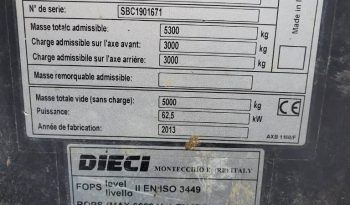 N° de serie: SBC1901671
Masse totale admissible: 5300 kg
Charge admissible sur l'axe avant: 3000 kg
Charge admissible sur l'axe arrière: 3000 kg
Masse remorquable admissible:
Masse totale vide (sans charge): 5000 kg
Puissance: 62,5 kW
Année de fabrication: 2013
Made in
CE
DIECI MONTECCHIO E. (RE) ITALY
FOPS level livello II EN ISO 3449